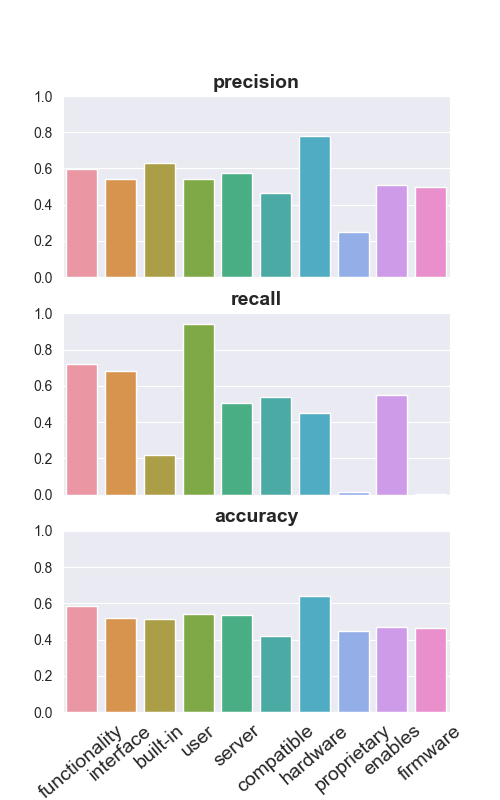 precision
1.0
0.8
0.6
0.4
0.2
0.0
recall
1.0
0.8
0.6
0.4
0.2
0.0
accuracy
1.0
0.8
0.6
0.4
0.2
0.0
functionality
interface
built-in
user
server
compatible
hardware
proprietary
enables
firmware